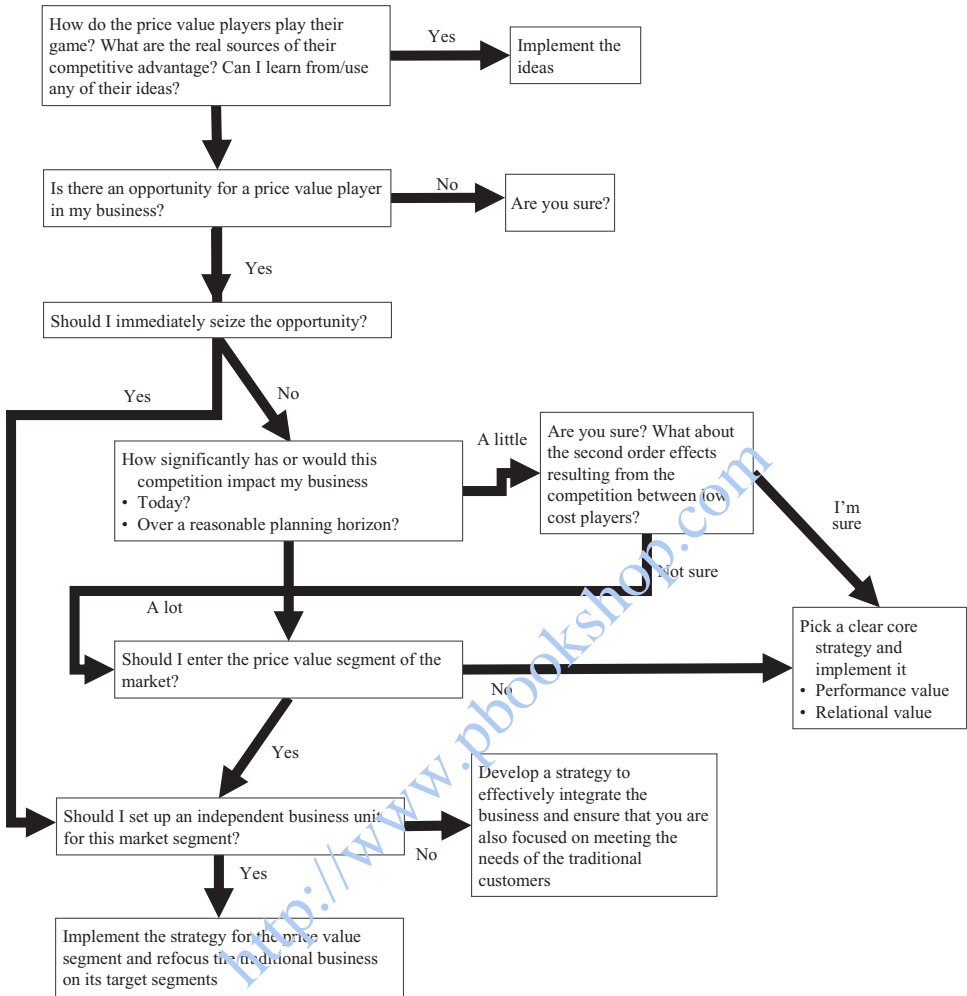 How do the price value players play their
game? What are the real sources of their
competitive advantage? Can I learn from/use
any of their ideas?
Yes
Implement the
ideas
Is there an opportunity for a price value player
in my business?
No
Are you sure?
Yes
Should I immediately seize the opportunity?
Yes
No
How significantly has or would this
competition impact my business
• Today?
• Over a reasonable planning horizon?
A little
Are you sure? What about
the second order effects
resulting from the
competition between low
cost players?
I'm
sure
Not sure
A lot
Should I enter the price value segment of the
market?
No
Pick a clear core
strategy and
implement it
• Performance value
• Relational value
Yes
Should I set up an independent business unit
for this market segment?
No
Develop a strategy to
effectively integrate the
business and ensure that you are
also focused on meeting the
needs of the traditional
customers
Yes
Implement the strategy for the price value
segment and refocus the traditional business
on its target segments
http://www.pbookshop.com